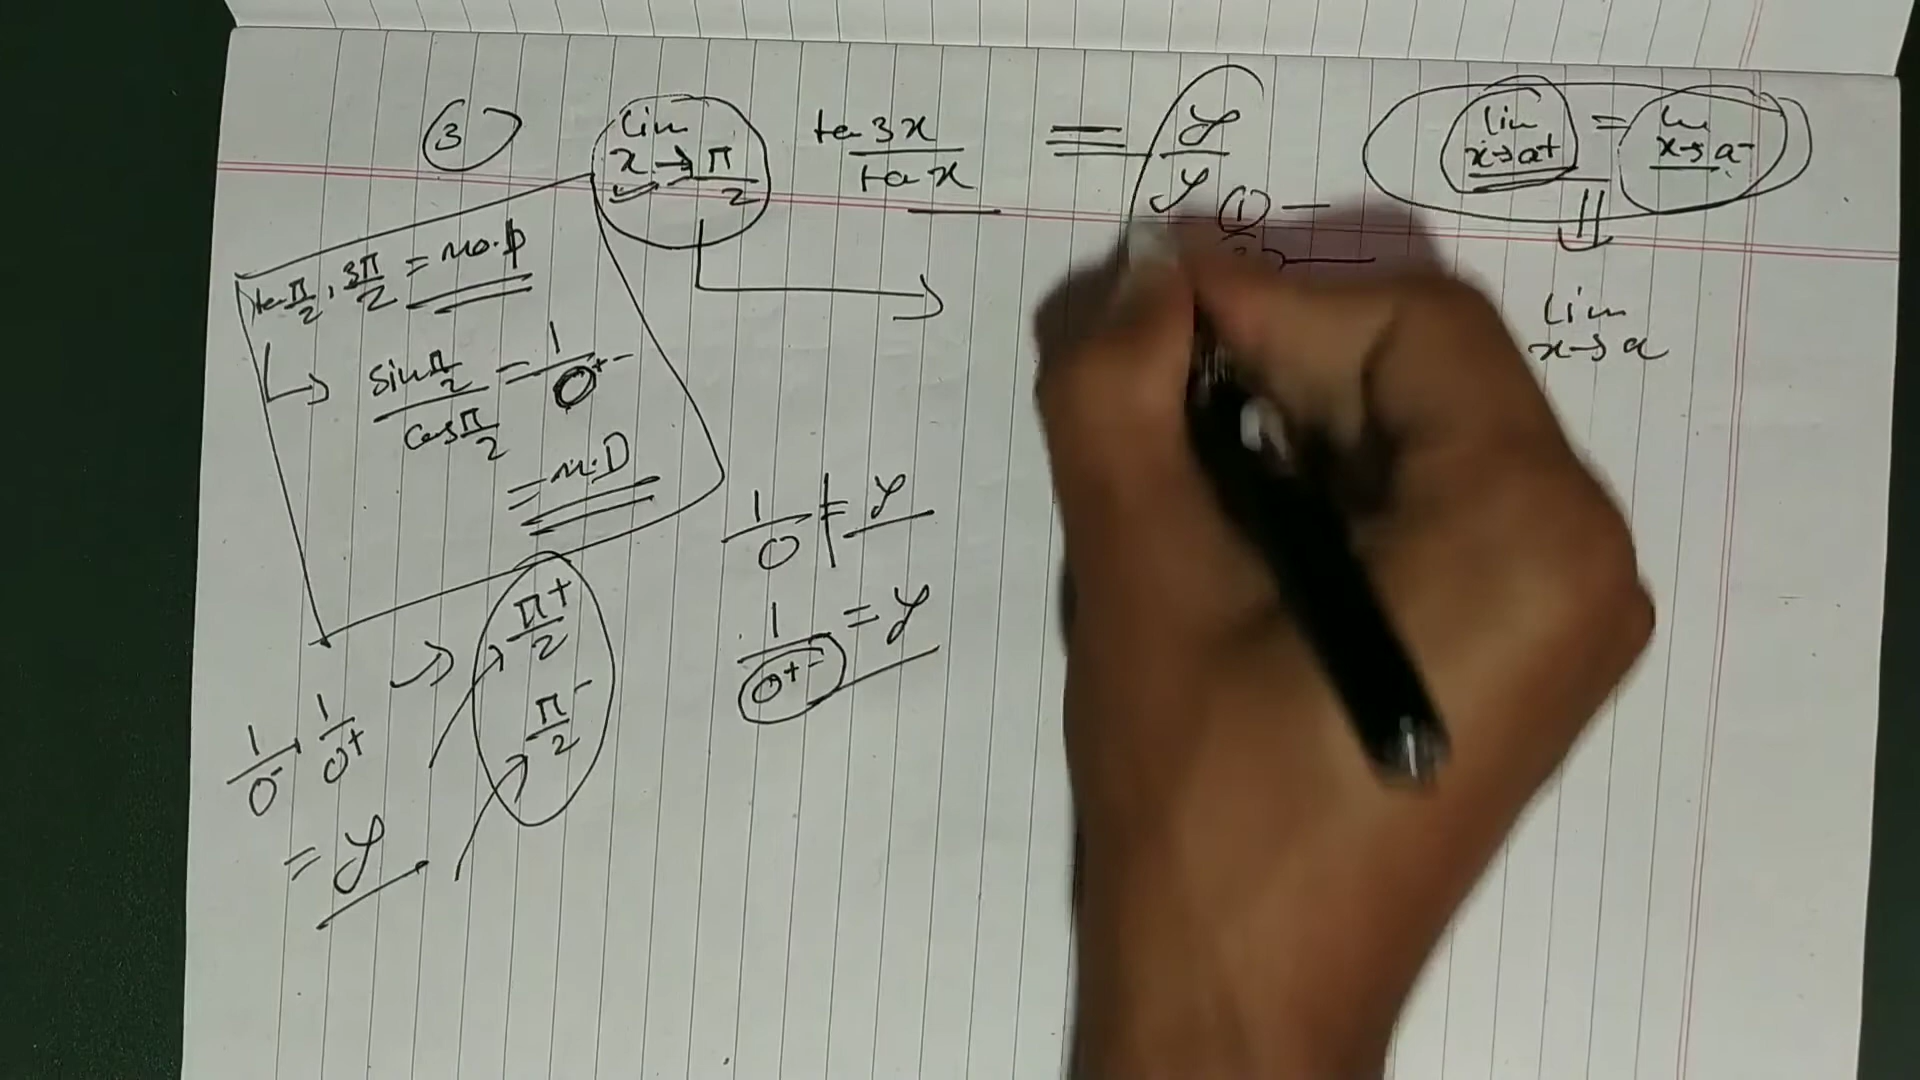 3 lim x→π/2 tan 3x / tan x = y/y
lim x→a+ = lim x→a-
1 —
tan π/2, 3π/2 = no.p
lim x→a
sin π/2 / cos π/2 = 1/0+-
= N.D
1/0 ≠ y
π/2+
1/0+- = y
π/2-
1/0-, 1/0+
= y